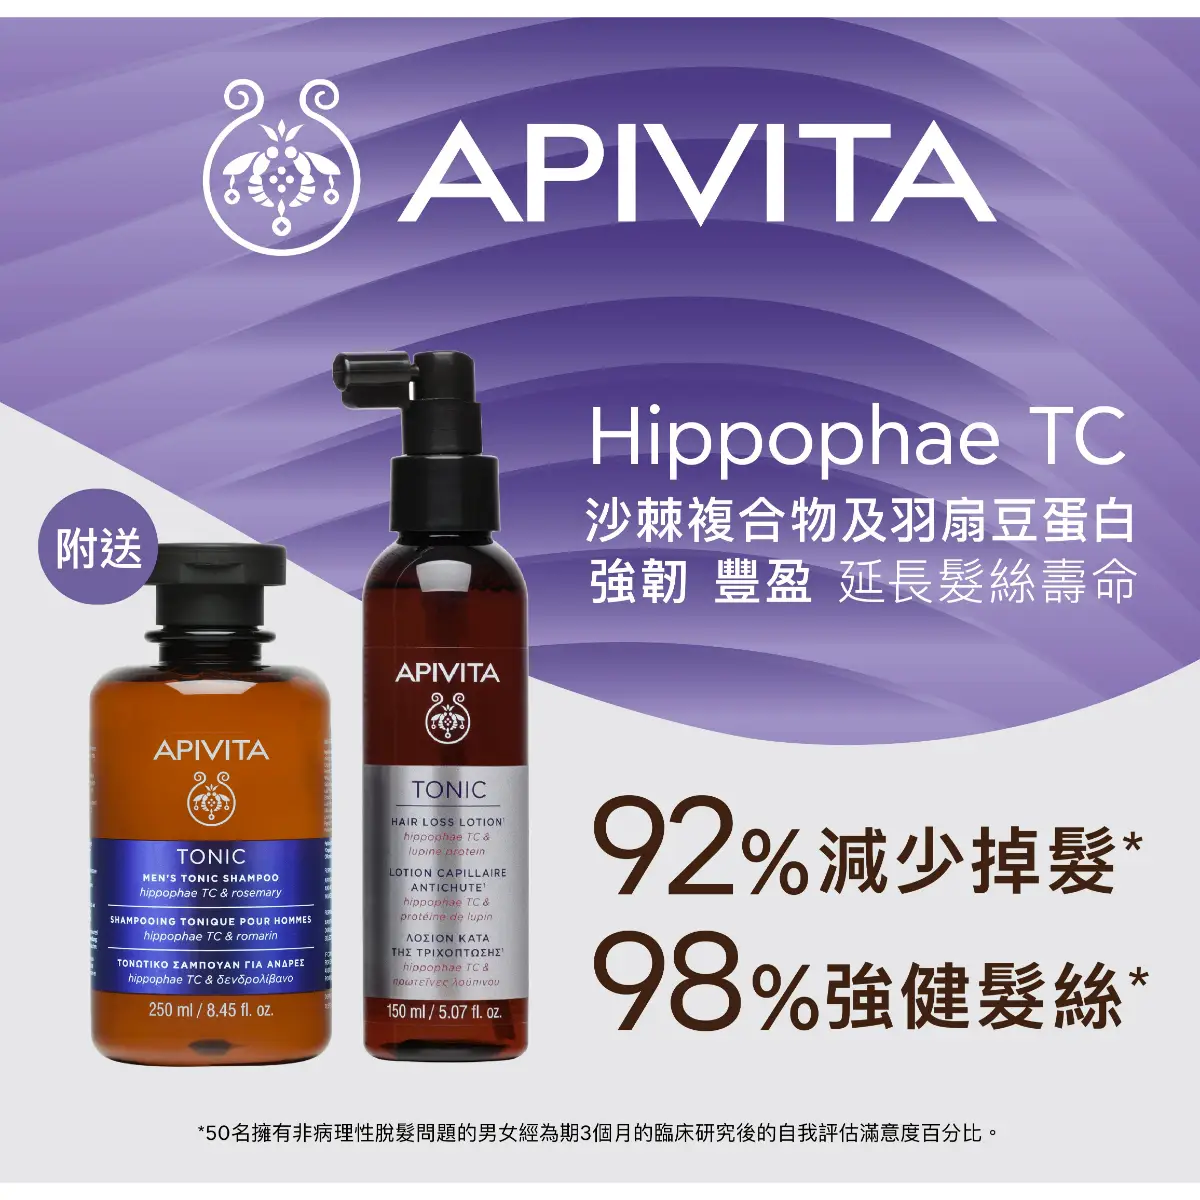 APIVITA
Hippophae TC
沙棘複合物及羽扇豆蛋白
強韌 豐盈 延長髮絲壽命
附送
APIVITA
TONIC
MEN'S TONIC SHAMPOO
hippophae TC & rosemary
SHAMPOOING TONIQUE POUR HOMMES
hippophae TC & romarin
ΤΟΝΩΤΙΚΟ ΣΑΜΠΟΥΑΝ ΓΙΑ ΑΝΔΡΕΣ
hippophae TC & δενδρολίβανο
250 ml / 8.45 fl. oz.
APIVITA
TONIC
HAIR LOSS LOTION¹
hippophae TC &
lupine protein
LOTION CAPILLAIRE
ANTICHUTE¹
hippophae TC &
protéine de lupin
ΛΟΣΙΟΝ ΚΑΤΑ
ΤΗΣ ΤΡΙΧΟΠΤΩΣΗΣ¹
hippophae TC &
πρωτεΐνες λούπινου
150 ml / 5.07 fl. oz.
92%減少掉髮*
98%強健髮絲*
*50名擁有非病理性脫髮問題的男女經為期3個月的臨床研究後的自我評估滿意度百分比。